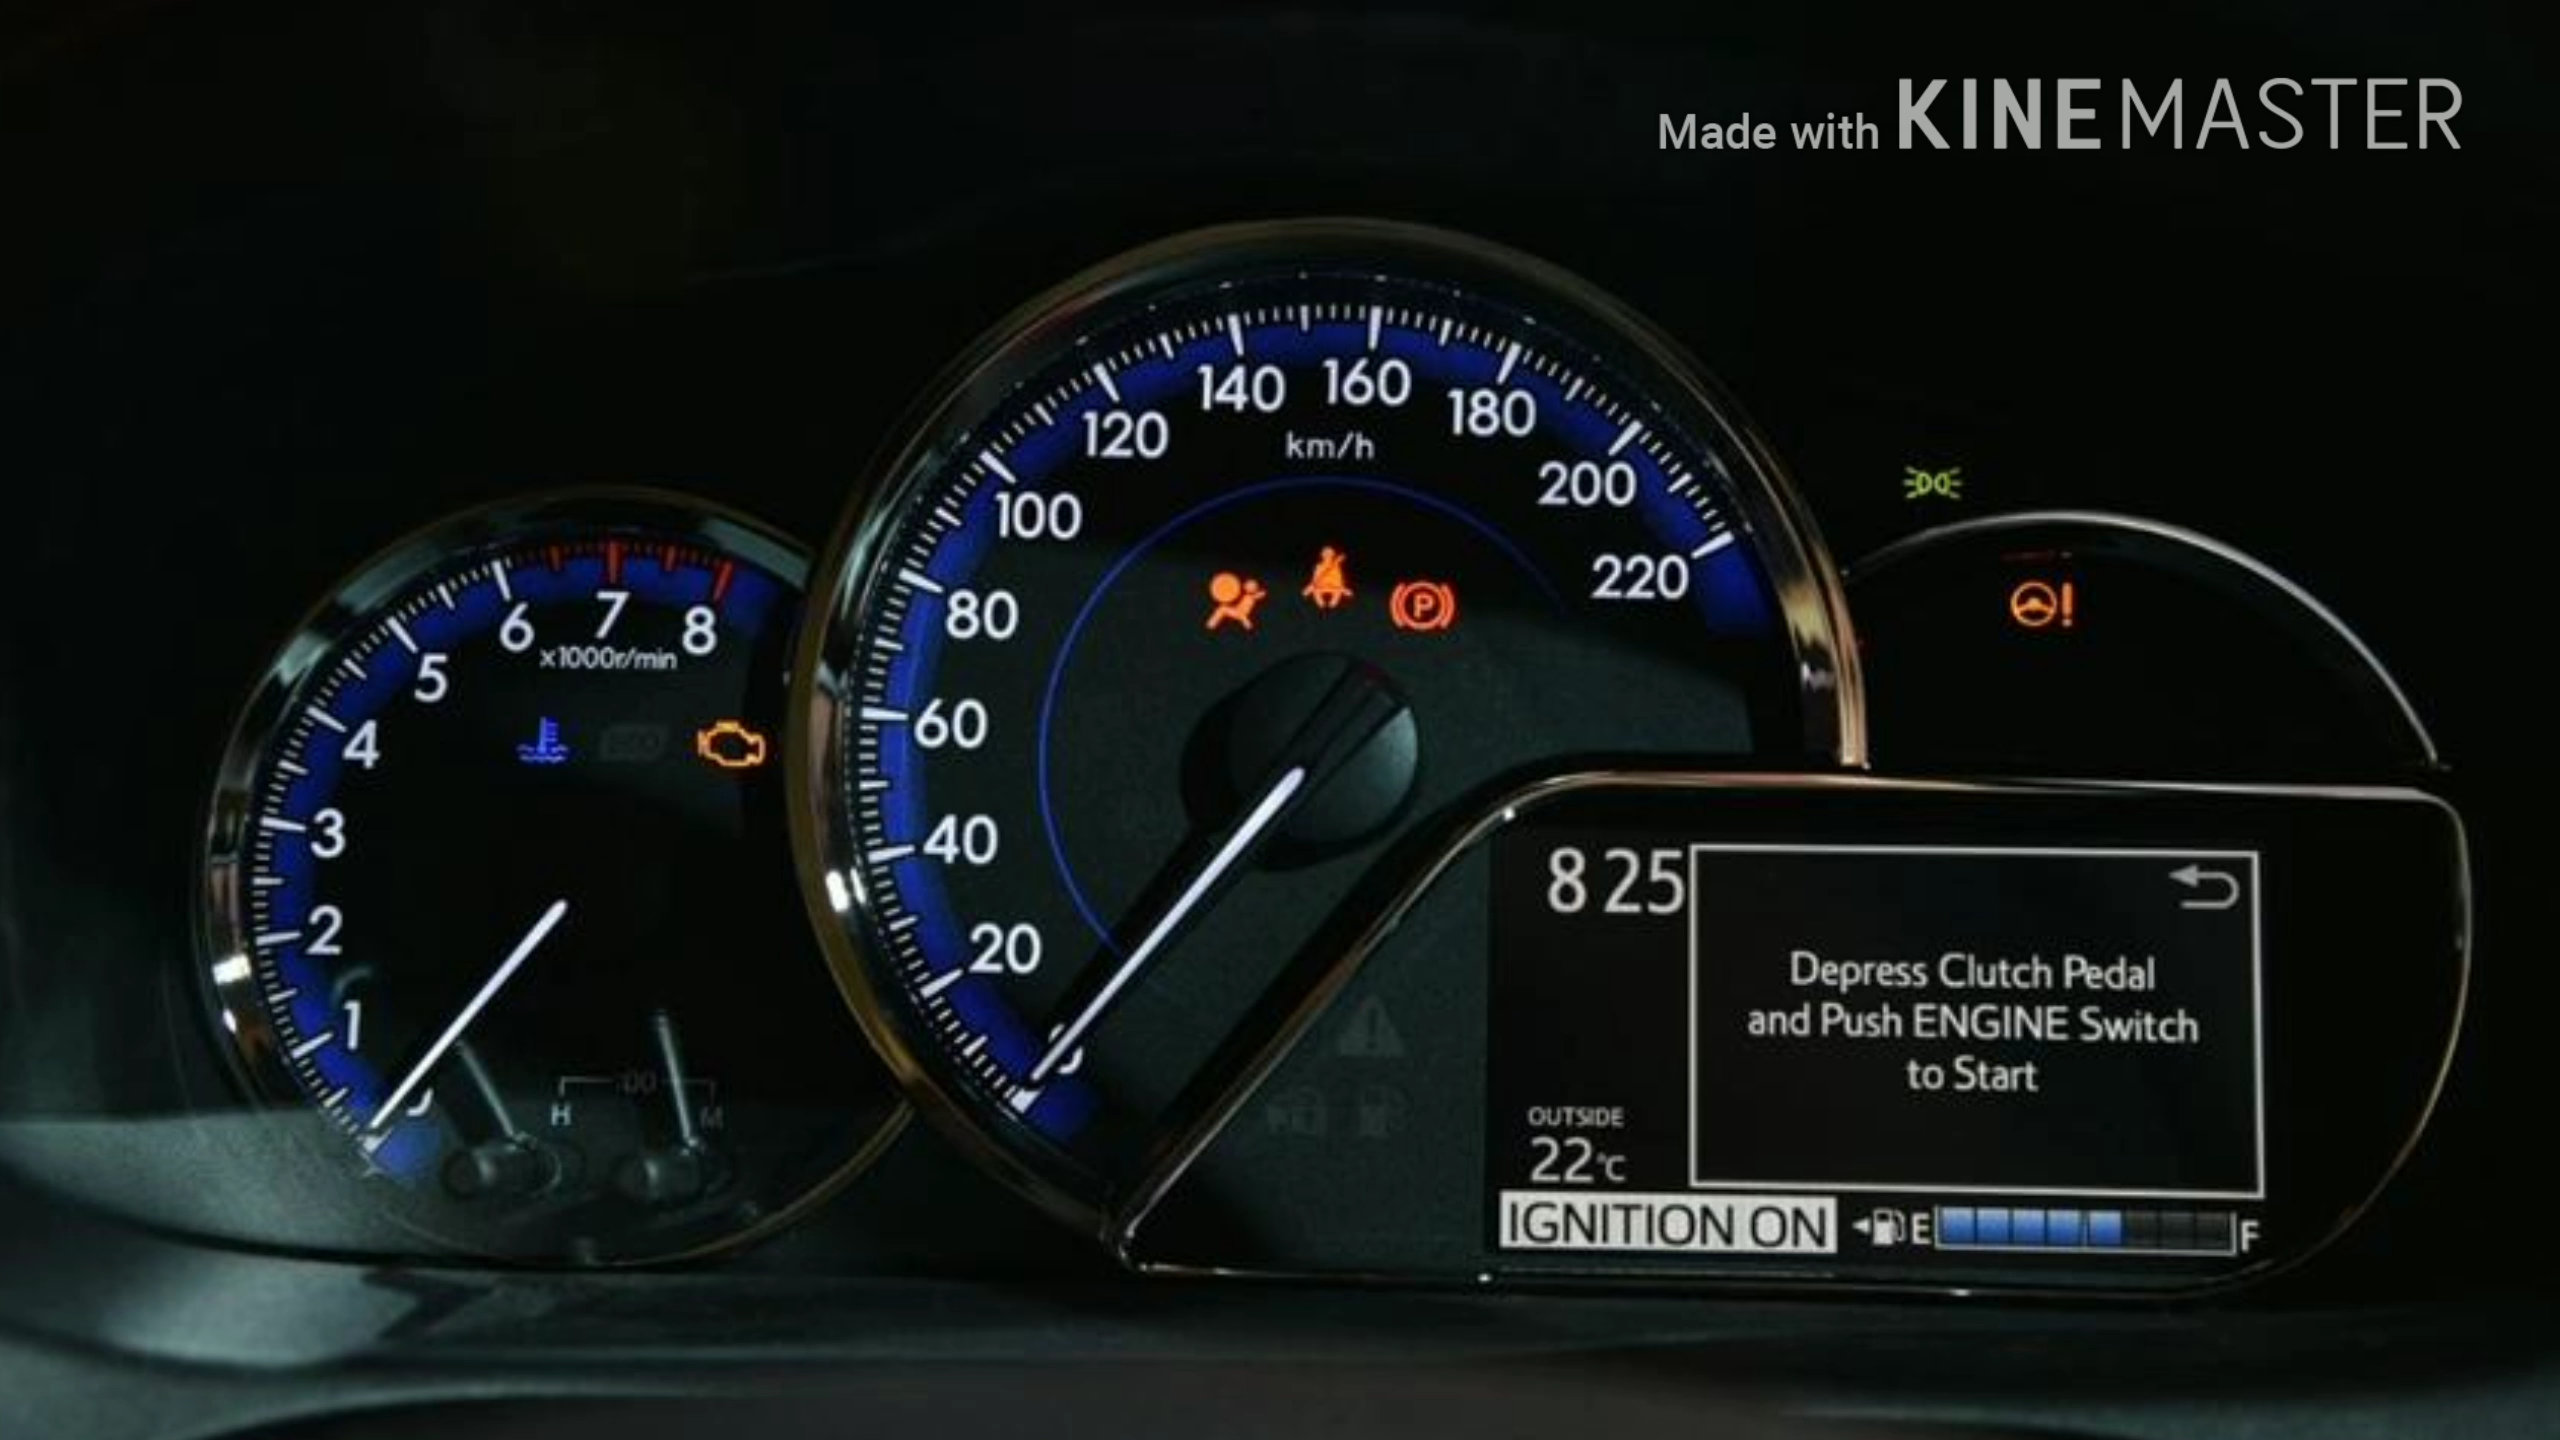 Made with KINEMASTER
140 160
120 180
km/h
200
100
220
80
6 7 8
x1000r/min
5
60
4
3
40
8 25
2
20
Depress Clutch Pedal
1
and Push ENGINE Switch
to Start
H
M
OUTSIDE
22°C
IGNITION ON
E
F
P